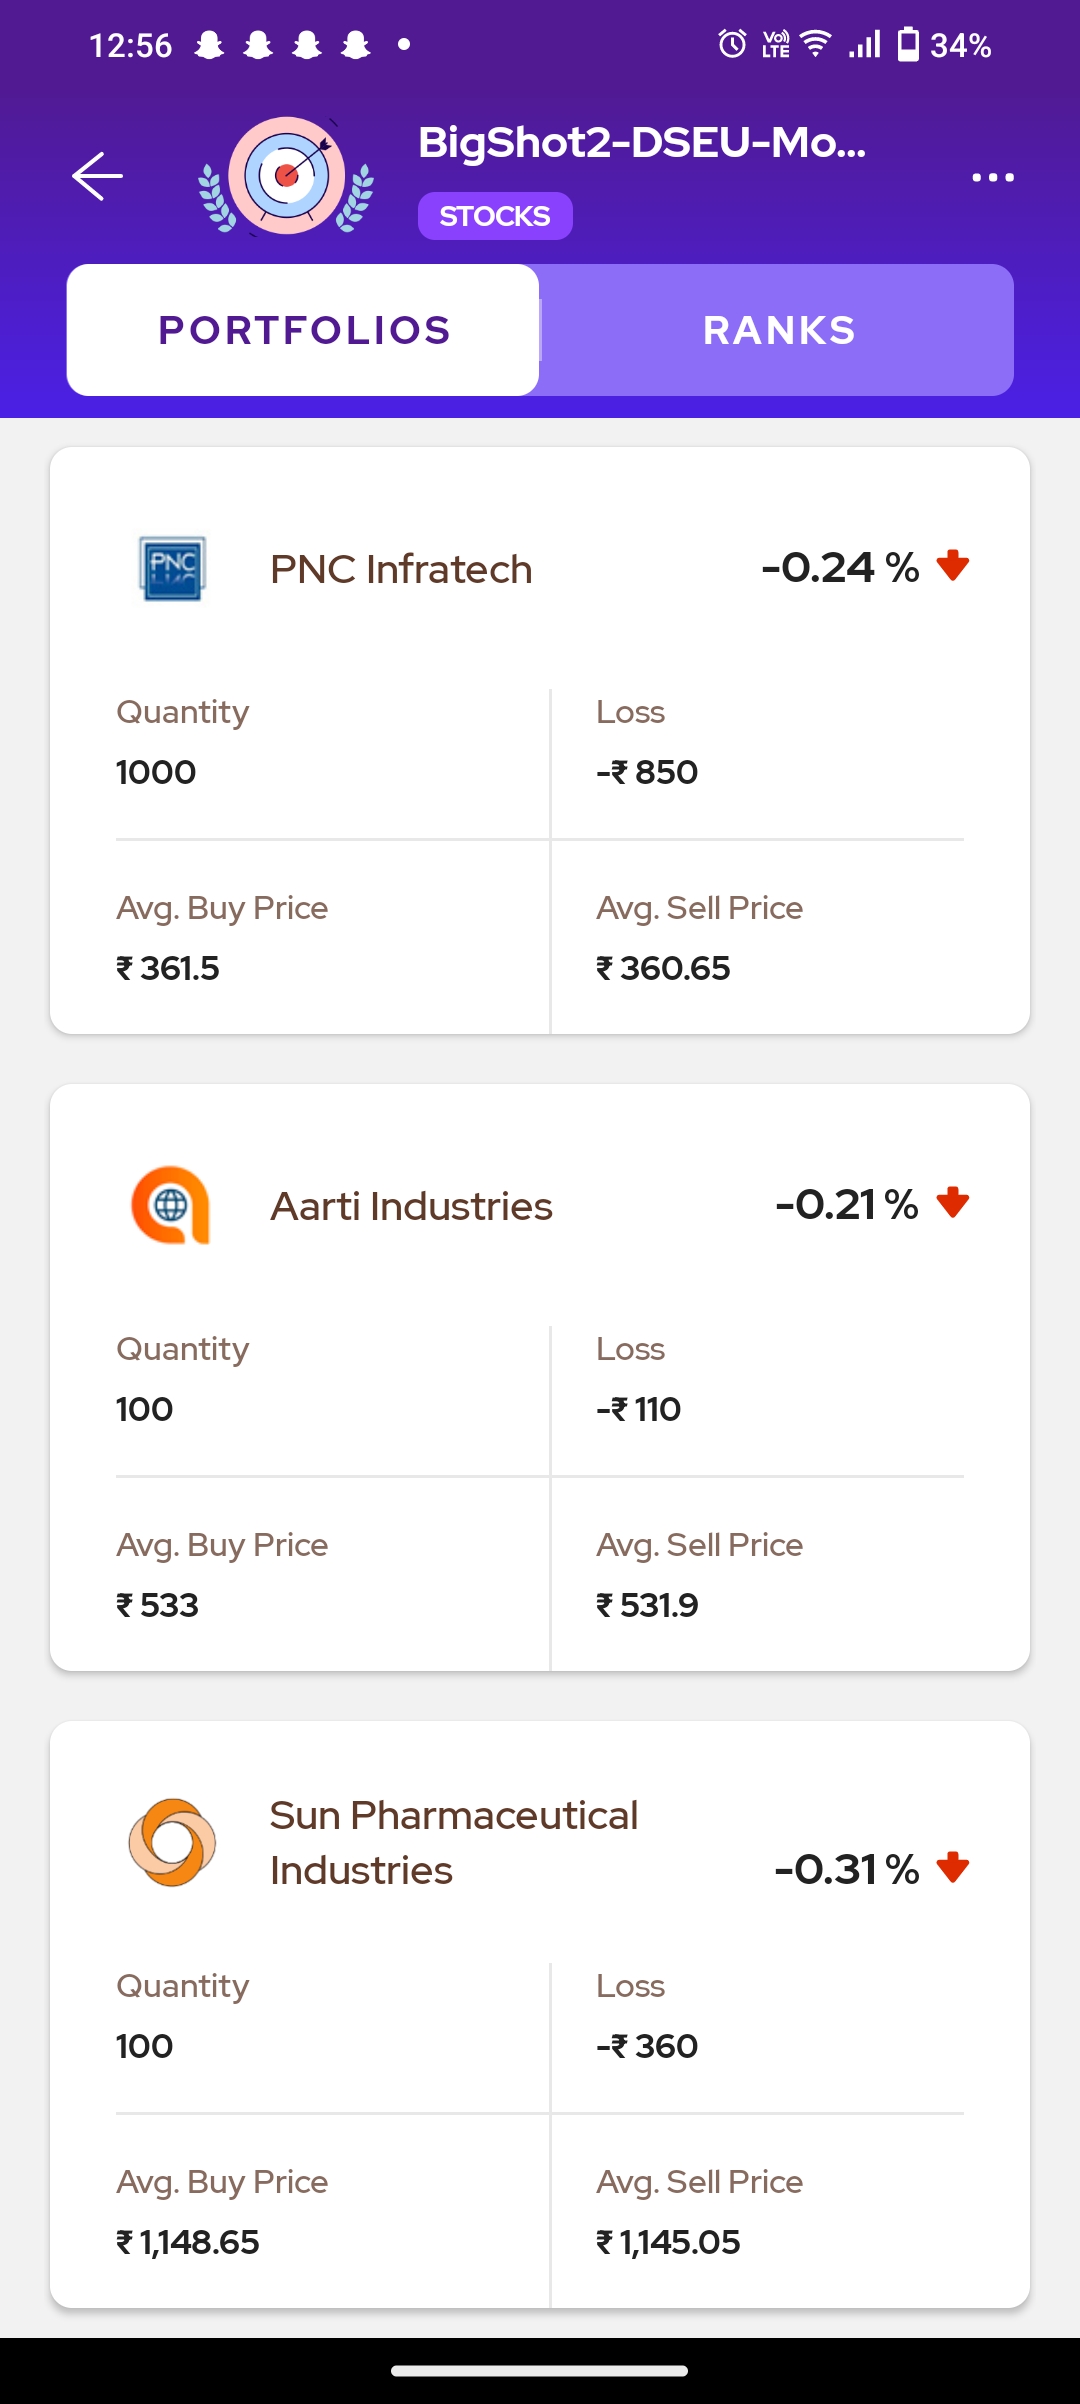 12:56
Vo))
LTE
34%
BigShot2-DSEU-Mo...
STOCKS
PORTFOLIOS
RANKS
PNC
PNC Infratech
-0.24 %
Quantity
Loss
1000
-₹ 850
Avg. Buy Price
Avg. Sell Price
₹ 361.5
₹ 360.65
Aarti Industries
-0.21 %
Quantity
Loss
100
-₹ 110
Avg. Buy Price
Avg. Sell Price
₹ 533
₹ 531.9
Sun Pharmaceutical
Industries
-0.31 %
Quantity
Loss
100
-₹ 360
Avg. Buy Price
Avg. Sell Price
₹ 1,148.65
₹ 1,145.05